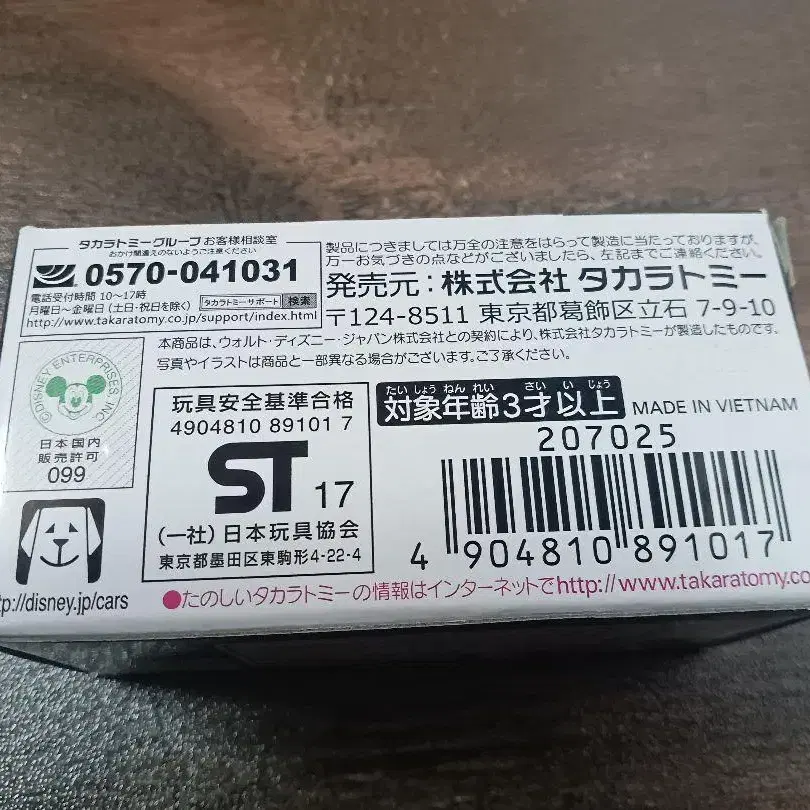 タカラトミーグループ お客様相談室
おかけ間違えのないようご注意ください
0570-041031
電話受付時間 10〜17時
月曜日〜金曜日 (土・日・祝日を除く)
タカラトミーサポート 検索
http://www.takaratomy.co.jp/support/index.html
製品につきましては万全の注意をはらって製造に当たっておりますが、
万一お気づきの点などがございましたら、左記までご連絡ください。
発売元：株式会社 タカラトミー
〒124-8511 東京都葛飾区立石 7-9-10
本商品は、ウォルト・ディズニー・ジャパン株式会社との契約により、株式会社タカラトミーが製造したものです。
写真やイラストは商品と一部異なる場合がございます。ご了承ください。
©DISNEY ENTERPRISES, INC.
日本国内
販売許可
099
玩具安全基準合格
4904810 89101 7
ST 17
(一社)日本玩具協会
東京都墨田区東駒形4-22-4
たいしょうねんれい さい いじょう
対象年齢3才以上
MADE IN VIETNAM
207025
4 904810 891017
tp://disney.jp/cars
●たのしいタカラトミーの情報はインターネットでhttp://www.takaratomy.co